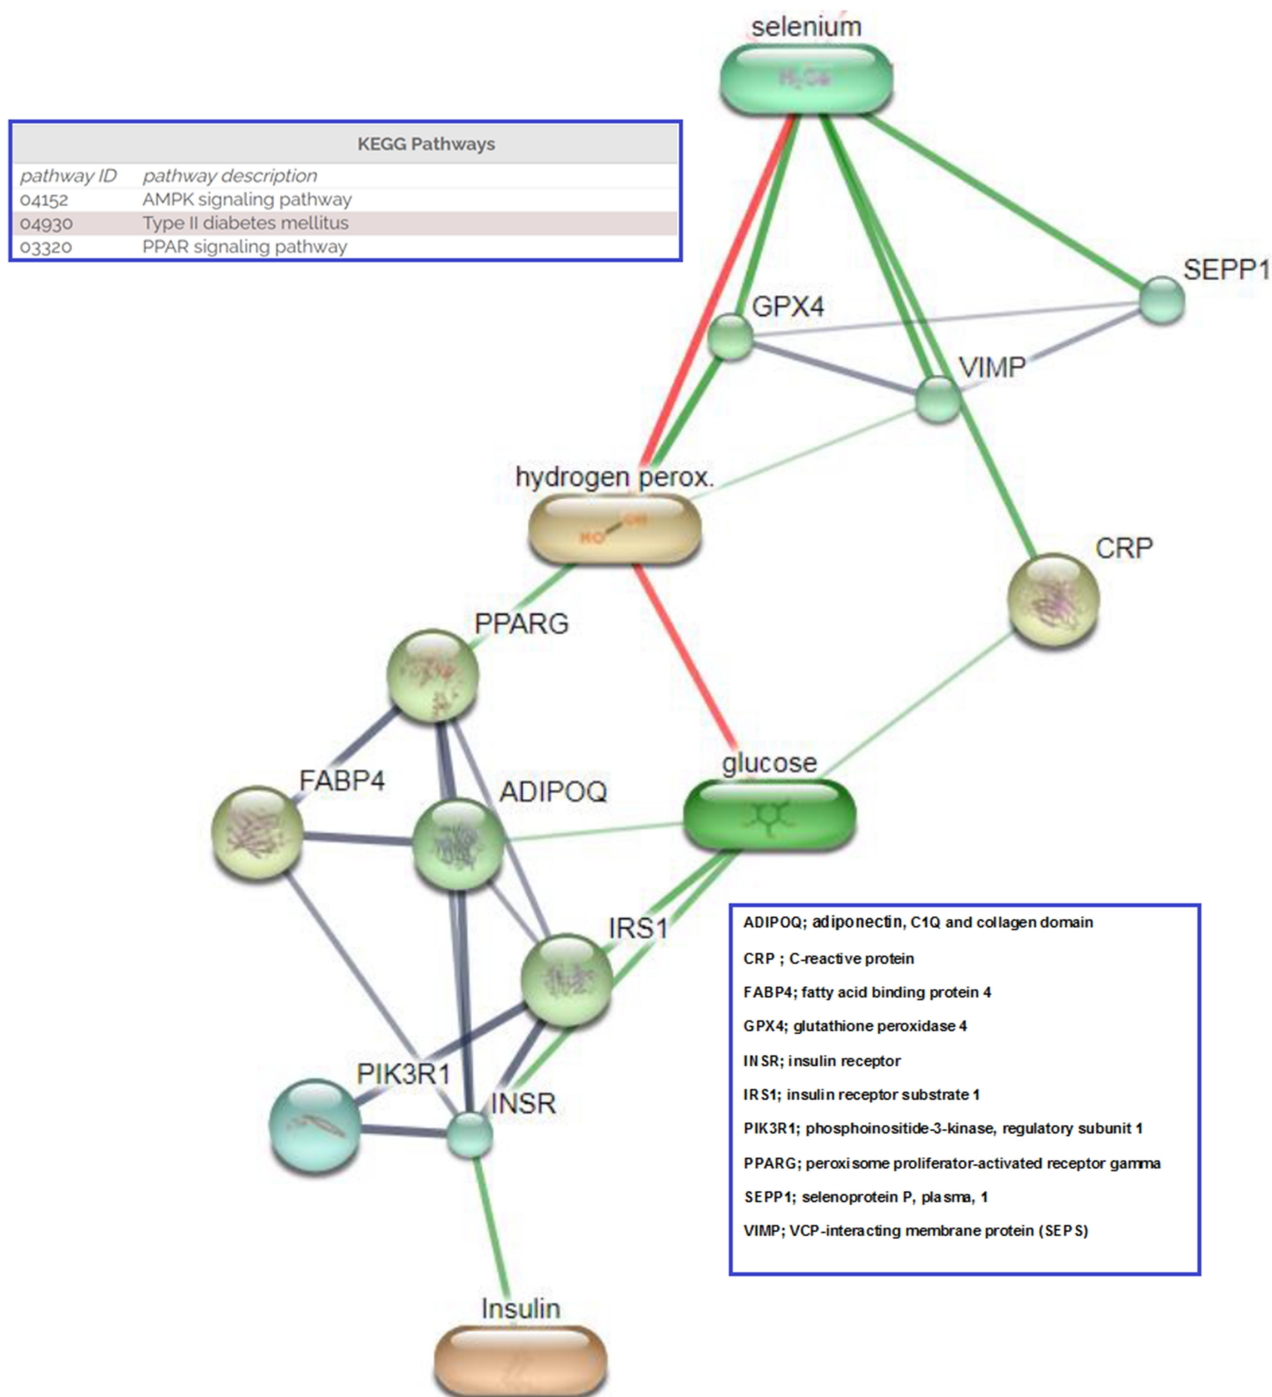 selenium
H₂Se
KEGG Pathways
pathway ID pathway description
04152 AMPK signaling pathway
04930 Type II diabetes mellitus
03320 PPAR signaling pathway
SEPP1
GPX4
VIMP
hydrogen perox.
HO OH
CRP
PPARG
glucose
FABP4
ADIPOQ
IRS1
ADIPOQ; adiponectin, C1Q and collagen domain
CRP ; C-reactive protein
FABP4; fatty acid binding protein 4
GPX4; glutathione peroxidase 4
INSR; insulin receptor
IRS1; insulin receptor substrate 1
PIK3R1; phosphoinositide-3-kinase, regulatory subunit 1
PPARG; peroxisome proliferator-activated receptor gamma
SEPP1; selenoprotein P, plasma, 1
VIMP; VCP-interacting membrane protein (SEPS)
PIK3R1
INSR
Insulin